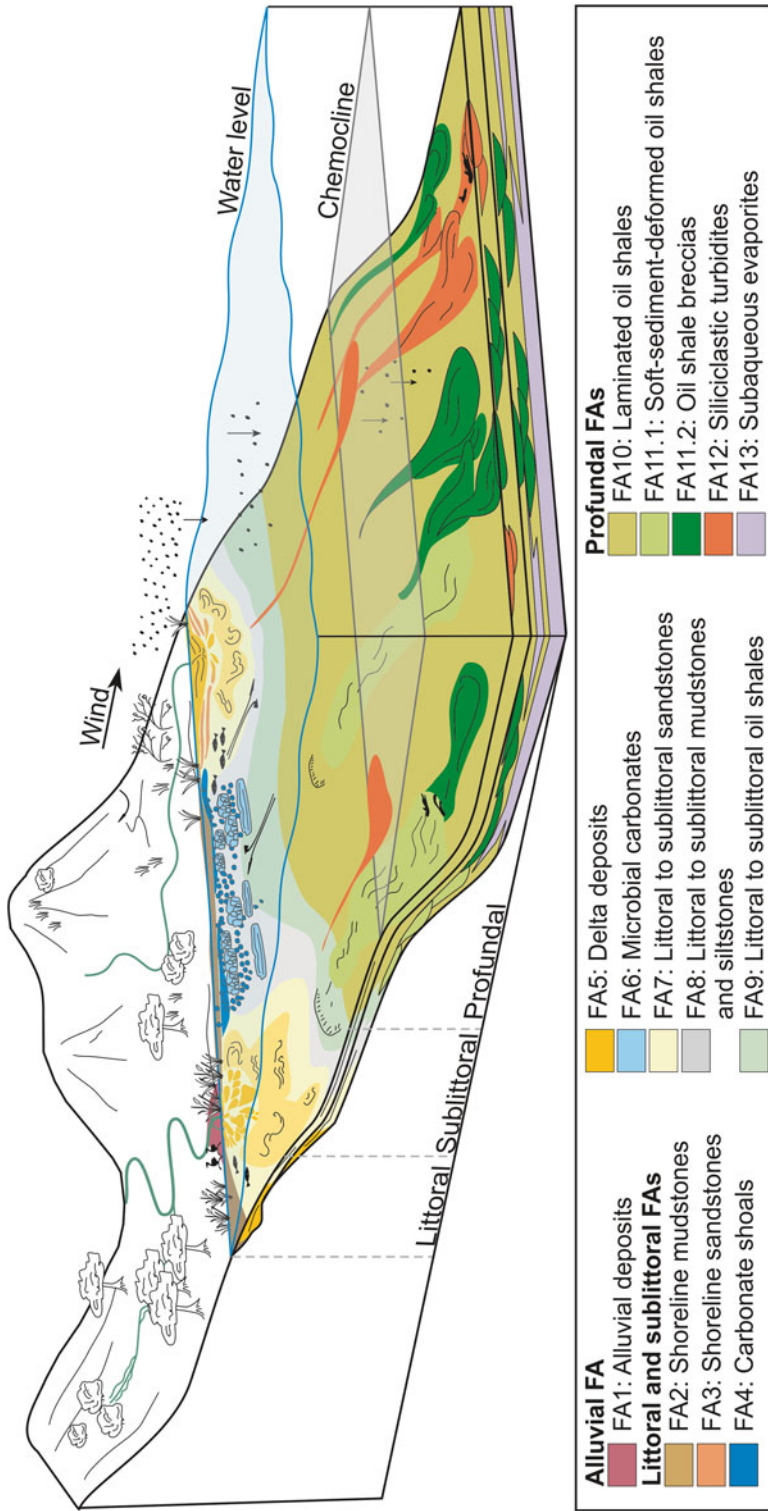 Wind
Water level
Chemocline
Littoral
Sublittoral
Profundal
Alluvial FA
FA1: Alluvial deposits
Littoral and sublittoral FAs
FA2: Shoreline mudstones
FA3: Shoreline sandstones
FA4: Carbonate shoals
FA5: Delta deposits
FA6: Microbial carbonates
FA7: Littoral to sublittoral sandstones
FA8: Littoral to sublittoral mudstones
and siltstones
FA9: Littoral to sublittoral oil shales
Profundal FAs
FA10: Laminated oil shales
FA11.1: Soft-sediment-deformed oil shales
FA11.2: Oil shale breccias
FA12: Siliciclastic turbidites
FA13: Subaqueous evaporites